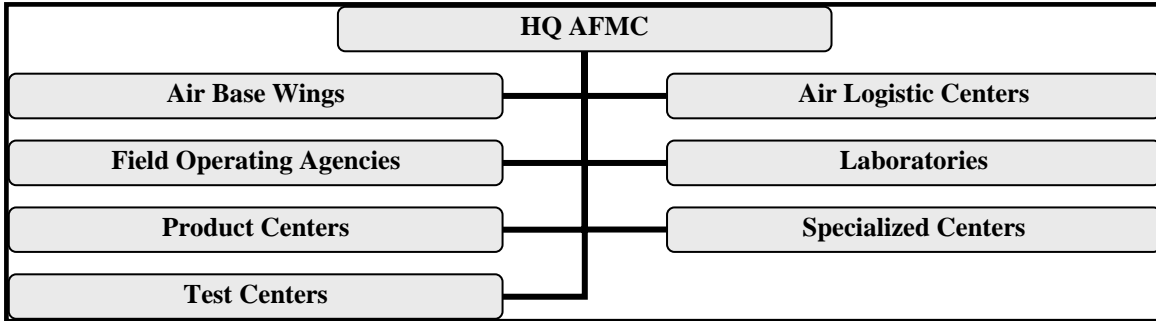 HQ AFMC
Air Base Wings
Air Logistic Centers
Field Operating Agencies
Laboratories
Product Centers
Specialized Centers
Test Centers